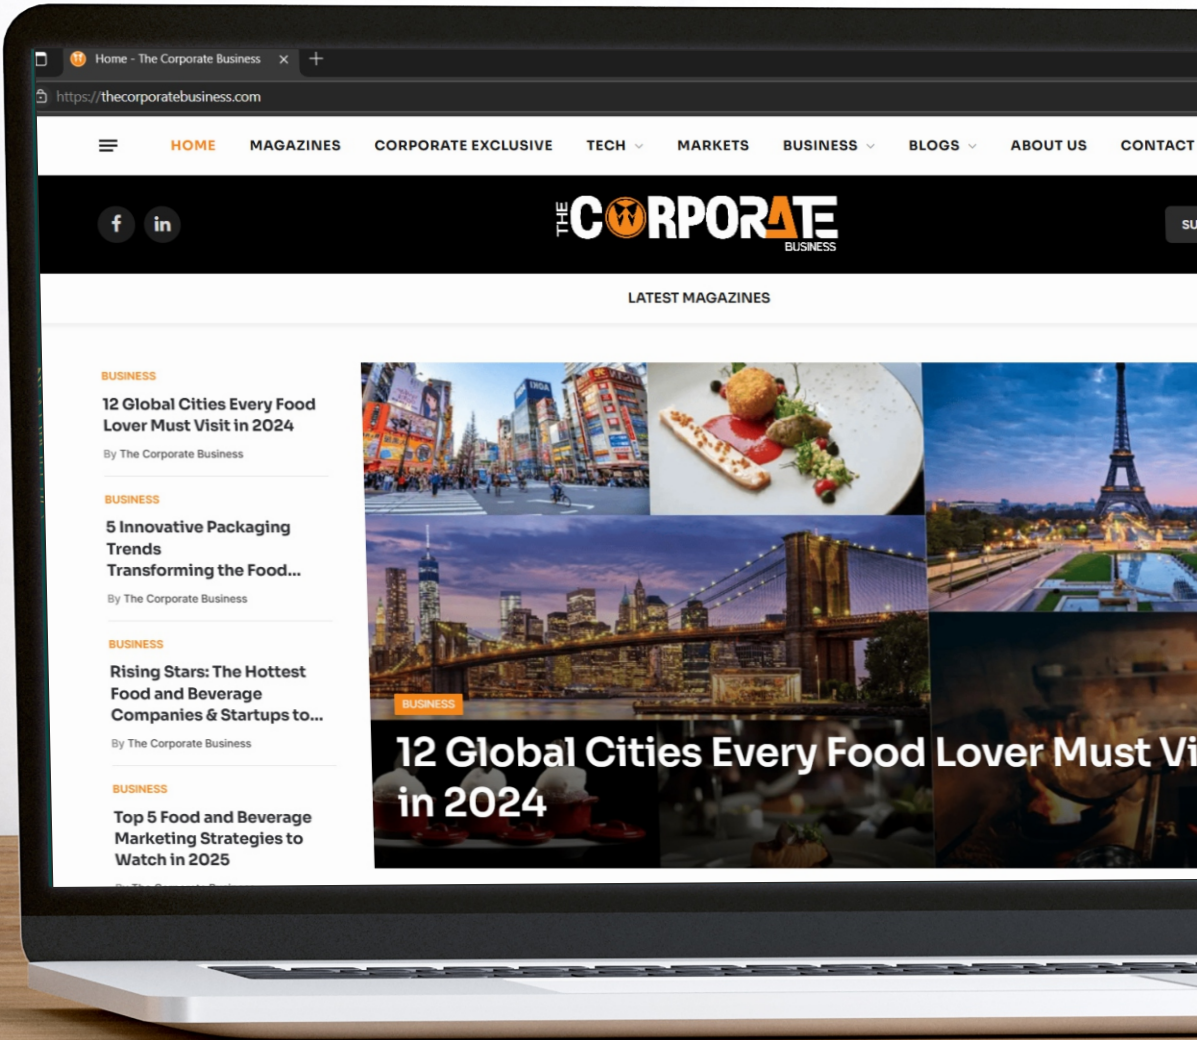 Home - The Corporate Business
https://thecorporatebusiness.com
HOME MAGAZINES CORPORATE EXCLUSIVE TECH MARKETS BUSINESS BLOGS ABOUT US CONTACT
f in
THE CORPORATE
BUSINESS
SU
LATEST MAGAZINES
BUSINESS
12 Global Cities Every Food
Lover Must Visit in 2024
By The Corporate Business
BUSINESS
5 Innovative Packaging
Trends
Transforming the Food...
By The Corporate Business
BUSINESS
Rising Stars: The Hottest
Food and Beverage
Companies & Startups to...
By The Corporate Business
BUSINESS
Top 5 Food and Beverage
Marketing Strategies to
Watch in 2025
BUSINESS
12 Global Cities Every Food Lover Must Vi
in 2024